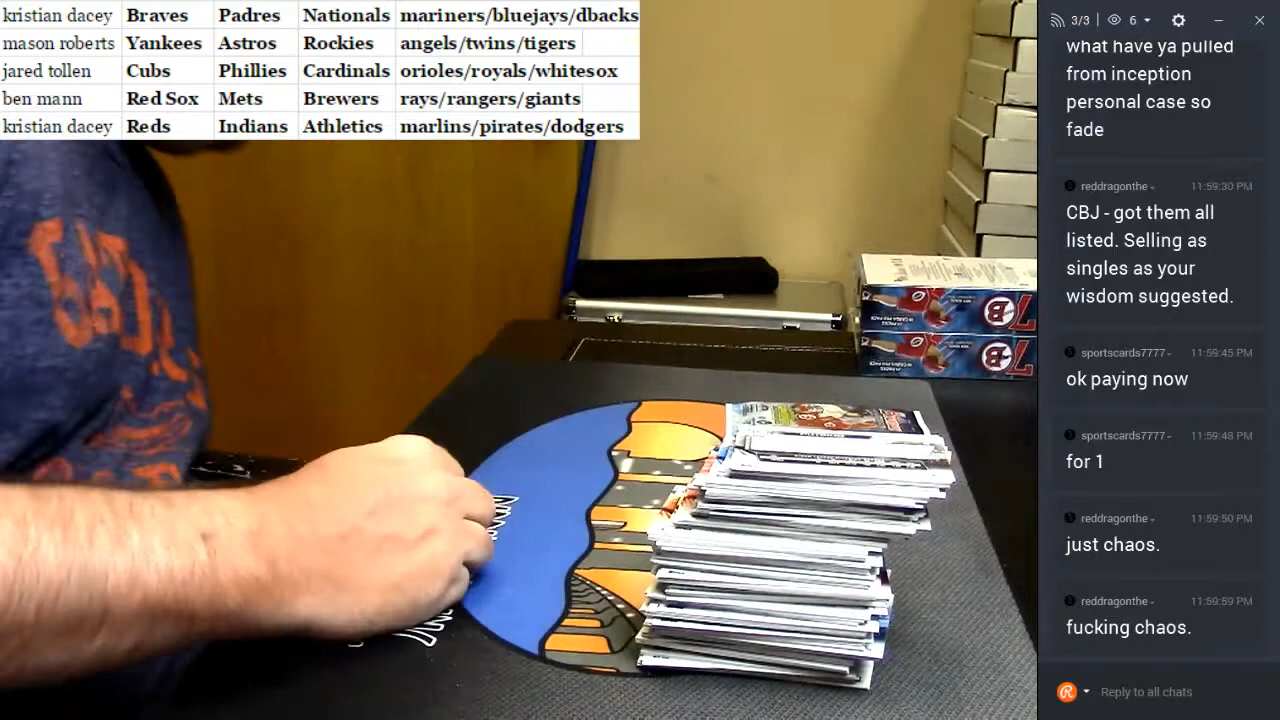 kristian dacey Braves Padres Nationals mariners/bluejays/dbacks
mason roberts Yankees Astros Rockies angels/twins/tigers
jared tollen Cubs Phillies Cardinals orioles/royals/whitesox
ben mann Red Sox Mets Brewers rays/rangers/giants
kristian dacey Reds Indians Athletics marlins/pirates/dodgers
3/3 6
what have ya pulled
from inception
personal case so
fade
reddragonthe 11:59:30 PM
CBJ - got them all
listed. Selling as
singles as your
wisdom suggested.
sportscards7777 11:59:45 PM
ok paying now
sportscards7777 11:59:48 PM
for 1
reddragonthe 11:59:50 PM
just chaos.
reddragonthe 11:59:59 PM
fucking chaos.
Reply to all chats